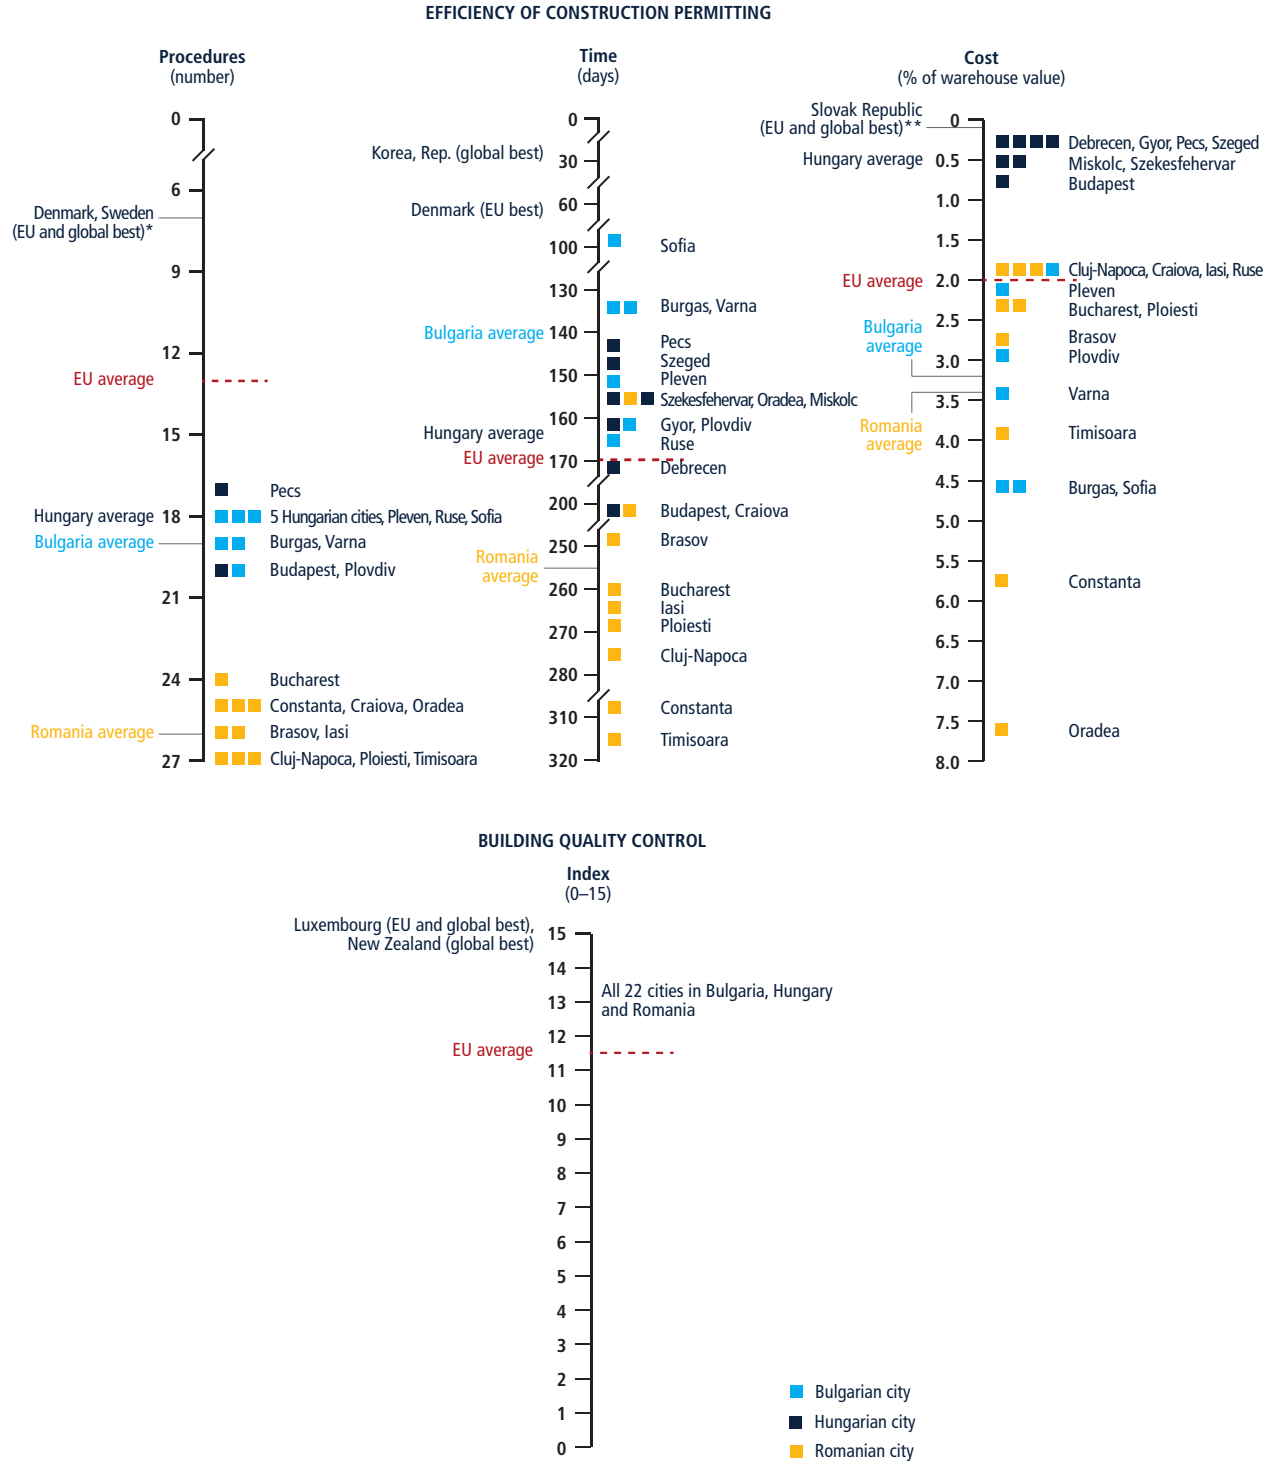 EFFICIENCY OF CONSTRUCTION PERMITTING
Procedures
(number)
0
6
Denmark, Sweden
(EU and global best)*
9
12
EU average
15
Pecs
Hungary average
18
5 Hungarian cities, Pleven, Ruse, Sofia
Bulgaria average
Burgas, Varna
Budapest, Plovdiv
21
24
Bucharest
Constanta, Craiova, Oradea
Romania average
Brasov, Iasi
27
Cluj-Napoca, Ploiesti, Timisoara
Time
(days)
0
Korea, Rep. (global best)
30
Denmark (EU best)
60
100
Sofia
130
Burgas, Varna
Bulgaria average
140
Pecs
Szeged
150
Pleven
Szekesfehervar, Oradea, Miskolc
160
Gyor, Plovdiv
Hungary average
Ruse
EU average
170
Debrecen
200
Budapest, Craiova
Brasov
250
Romania
average
260
Bucharest
Iasi
270
Ploiesti
Cluj-Napoca
280
Constanta
310
Timisoara
320
Cost
(% of warehouse value)
Slovak Republic
(EU and global best)**
0
Debrecen, Gyor, Pecs, Szeged
Hungary average
0.5
Miskolc, Szekesfehervar
Budapest
1.0
1.5
Cluj-Napoca, Craiova, Iasi, Ruse
EU average
2.0
Pleven
Bucharest, Ploiesti
2.5
Bulgaria
average
Brasov
Plovdiv
3.0
Varna
3.5
Romania
average
Timisoara
4.0
4.5
Burgas, Sofia
5.0
5.5
Constanta
6.0
6.5
7.0
7.5
Oradea
8.0
BUILDING QUALITY CONTROL
Index
(0–15)
Luxembourg (EU and global best),
New Zealand (global best)
15
14
13
All 22 cities in Bulgaria, Hungary
and Romania
12
EU average
11
10
9
8
7
6
5
4
3
2
1
0
Bulgarian city
Hungarian city
Romanian city